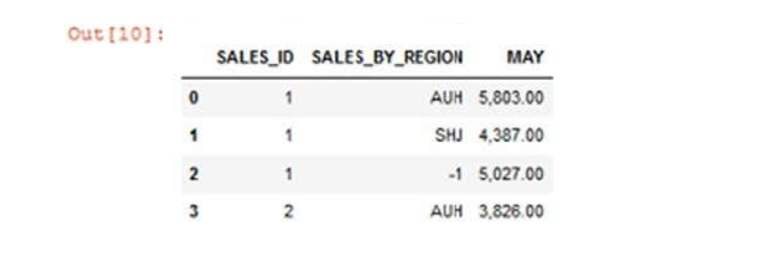 Out[10]:
SALES_ID SALES_BY_REGION MAY
0 1 AUH 5,803.00
1 1 SHJ 4,387.00
2 1 -1 5,027.00
3 2 AUH 3,826.00